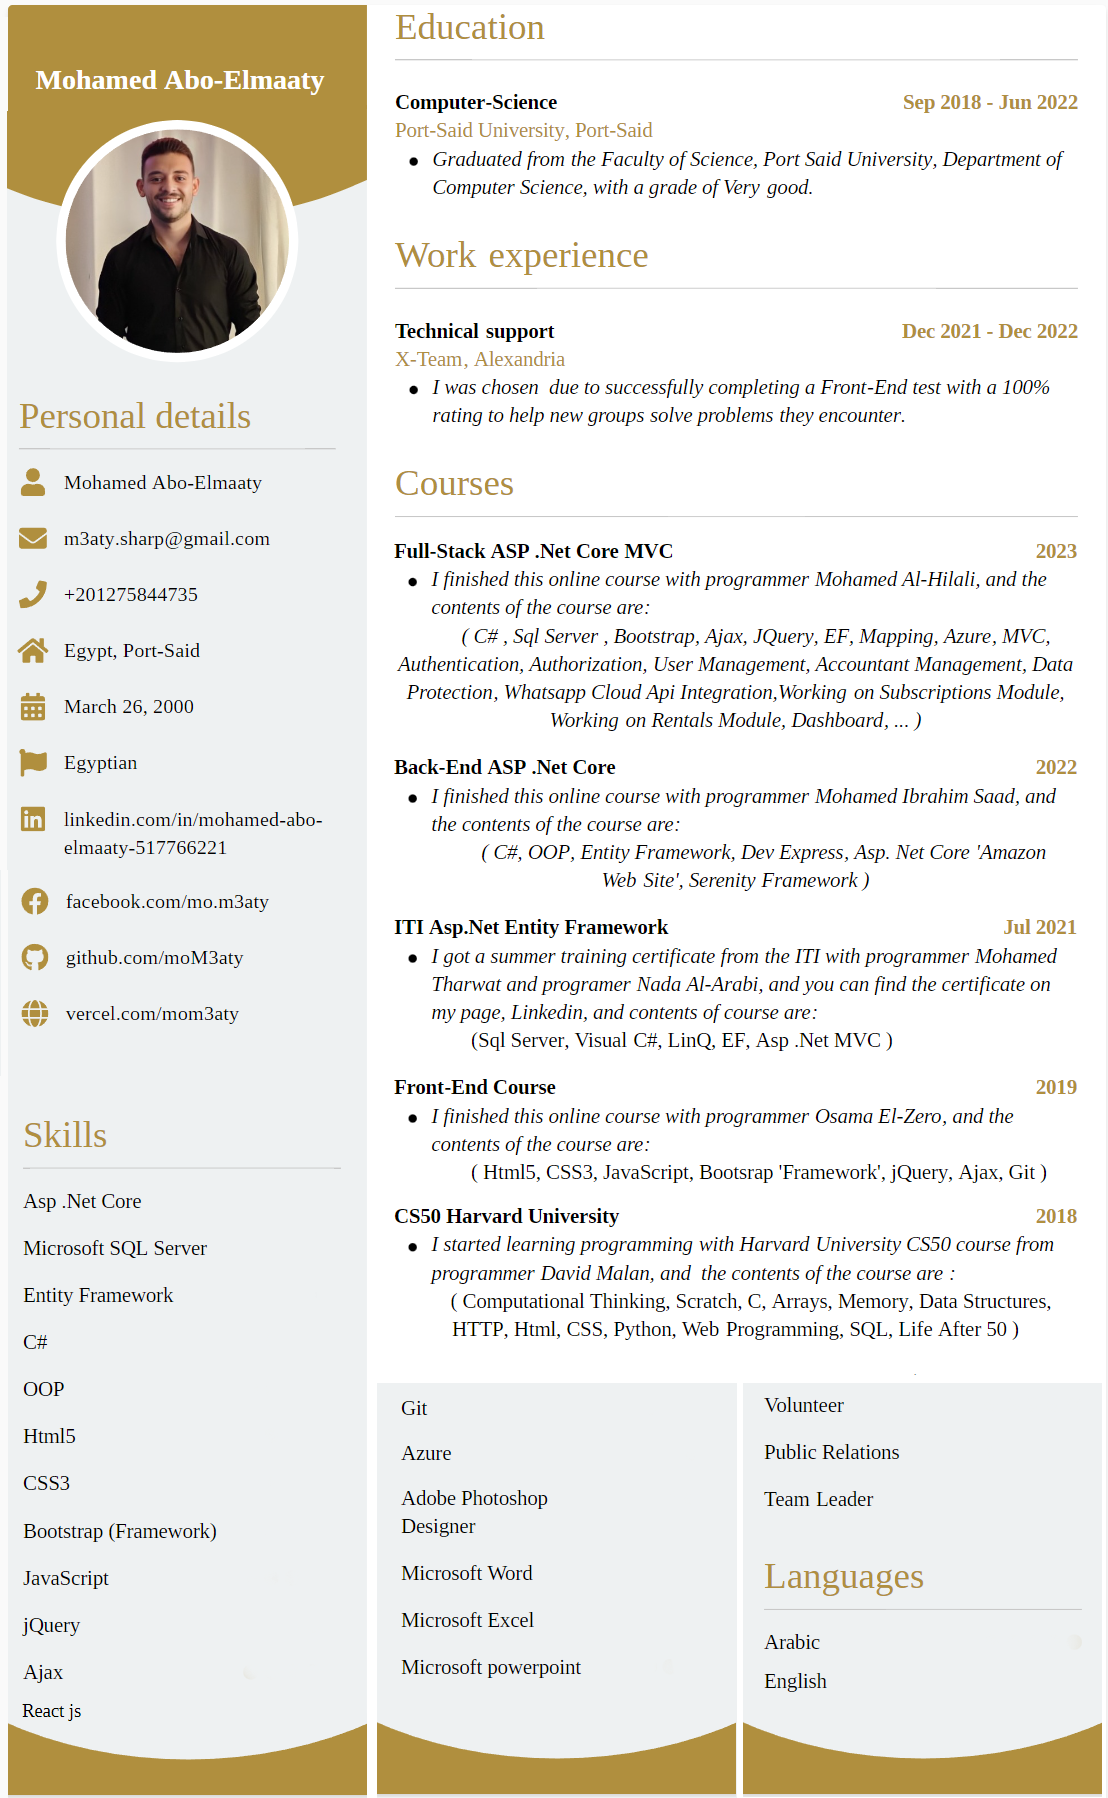 Mohamed Abo-Elmaaty
Personal details
Mohamed Abo-Elmaaty
m3aty.sharp@gmail.com
+201275844735
Egypt, Port-Said
March 26, 2000
Egyptian
linkedin.com/in/mohamed-abo-
elmaaty-517766221
facebook.com/mo.m3aty
github.com/moM3aty
vercel.com/mom3aty
Skills
Asp .Net Core
Microsoft SQL Server
Entity Framework
C#
OOP
Html5
CSS3
Bootstrap (Framework)
JavaScript
jQuery
Ajax
React js
Education
Computer-Science Sep 2018 - Jun 2022
Port-Said University, Port-Said
• Graduated from the Faculty of Science, Port Said University, Department of
Computer Science, with a grade of Very good.
Work experience
Technical support Dec 2021 - Dec 2022
X-Team, Alexandria
• I was chosen due to successfully completing a Front-End test with a 100%
rating to help new groups solve problems they encounter.
Courses
Full-Stack ASP .Net Core MVC 2023
• I finished this online course with programmer Mohamed Al-Hilali, and the
contents of the course are:
( C# , Sql Server , Bootstrap, Ajax, JQuery, EF, Mapping, Azure, MVC,
Authentication, Authorization, User Management, Accountant Management, Data
Protection, Whatsapp Cloud Api Integration,Working on Subscriptions Module,
Working on Rentals Module, Dashboard, ... )
Back-End ASP .Net Core 2022
• I finished this online course with programmer Mohamed Ibrahim Saad, and
the contents of the course are:
( C#, OOP, Entity Framework, Dev Express, Asp. Net Core 'Amazon
Web Site', Serenity Framework )
ITI Asp.Net Entity Framework Jul 2021
• I got a summer training certificate from the ITI with programmer Mohamed
Tharwat and programer Nada Al-Arabi, and you can find the certificate on
my page, Linkedin, and contents of course are:
(Sql Server, Visual C#, LinQ, EF, Asp .Net MVC )
Front-End Course 2019
• I finished this online course with programmer Osama El-Zero, and the
contents of the course are:
( Html5, CSS3, JavaScript, Bootsrap 'Framework', jQuery, Ajax, Git )
CS50 Harvard University 2018
• I started learning programming with Harvard University CS50 course from
programmer David Malan, and the contents of the course are :
( Computational Thinking, Scratch, C, Arrays, Memory, Data Structures,
HTTP, Html, CSS, Python, Web Programming, SQL, Life After 50 )
Git
Azure
Adobe Photoshop
Designer
Microsoft Word
Microsoft Excel
Microsoft powerpoint
Volunteer
Public Relations
Team Leader
Languages
Arabic
English